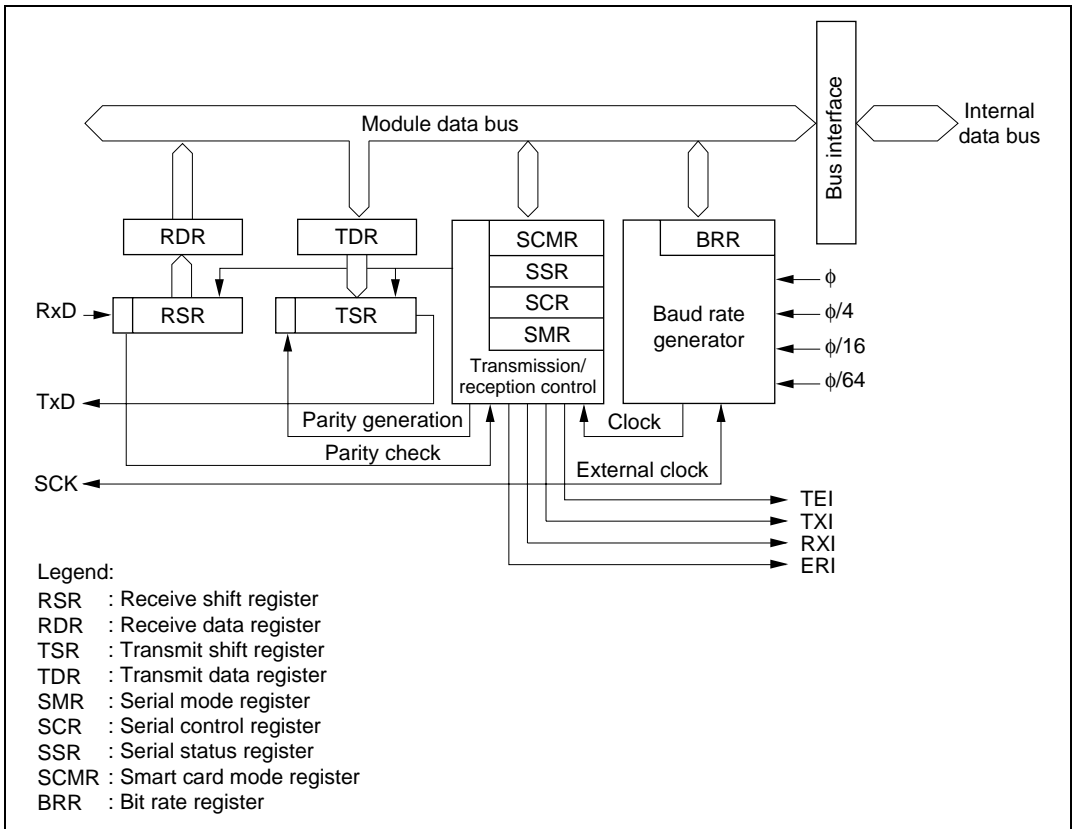 Module data bus
Bus interface
Internal
data bus
RDR
TDR
SCMR
SSR
SCR
SMR
Transmission/
reception control
BRR
Baud rate
generator
ϕ
ϕ/4
ϕ/16
ϕ/64
RxD
RSR
TSR
TxD
Parity generation
Parity check
Clock
SCK
External clock
TEI
TXI
RXI
ERI
Legend:
RSR : Receive shift register
RDR : Receive data register
TSR : Transmit shift register
TDR : Transmit data register
SMR : Serial mode register
SCR : Serial control register
SSR : Serial status register
SCMR : Smart card mode register
BRR : Bit rate register